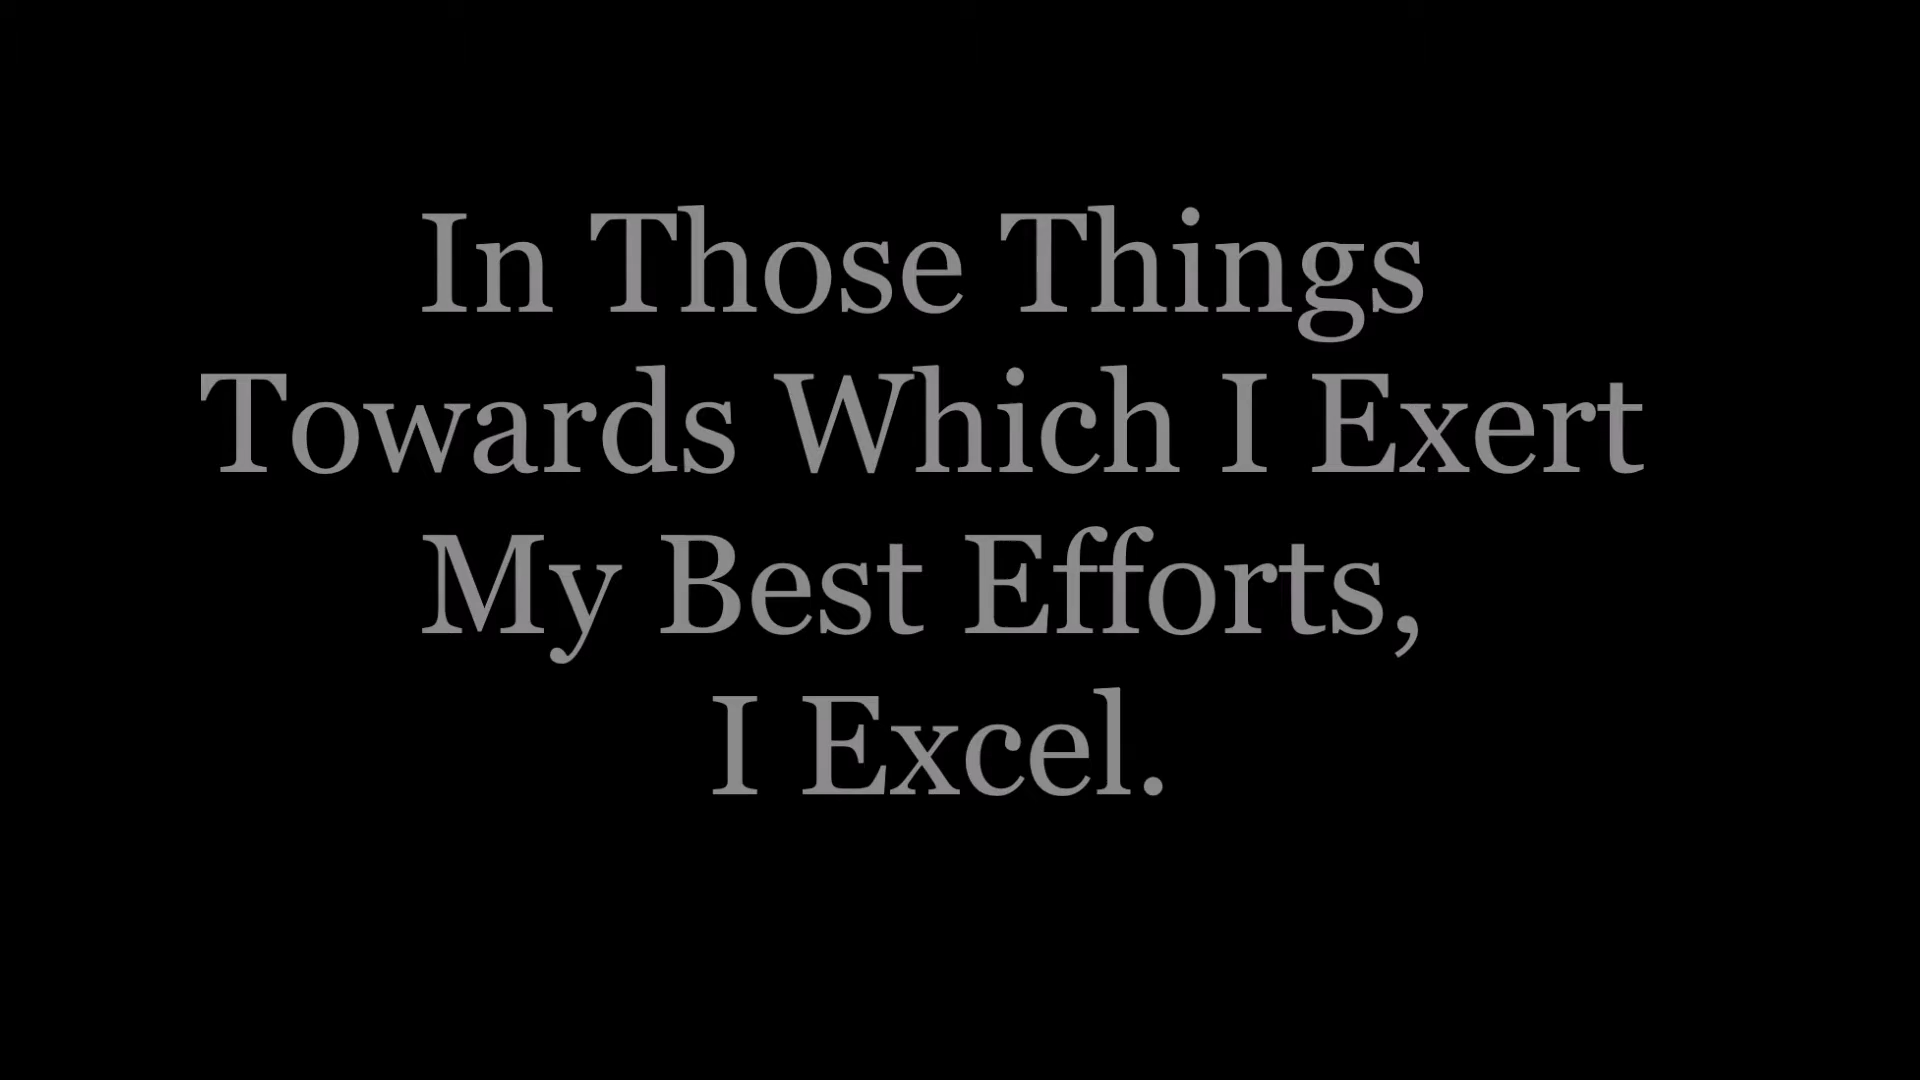 In Those Things
Towards Which I Exert
My Best Efforts,
I Excel.